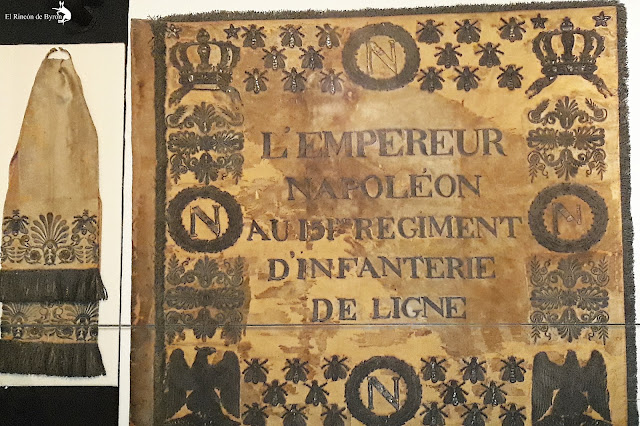 El Rincón de Byron
N
L'EMPEREUR
NAPOLÉON
N
AU REGIMENT
N
D'INFANTERIE
DE LIGNE
N